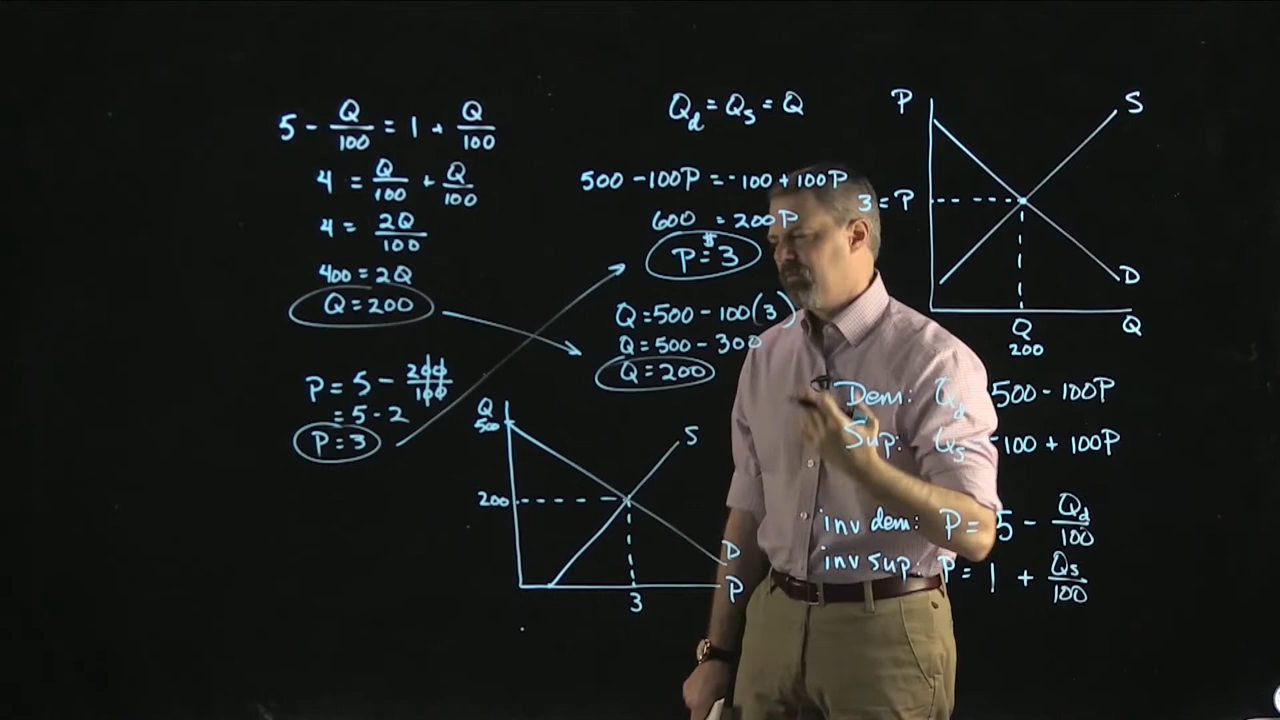 5 - Q/100 = 1 + Q/100
4 = Q/100 + Q/100
4 = 2Q/100
400 = 2Q
Q = 200
P = 5 - 200/100
= 5 - 2
P = 3
Qd = Qs = Q
500 - 100P = -100 + 100P
600 = 200P
P = $3
Q = 500 - 100(3)
Q = 500 - 300
Q = 200
Q
500
200
S
D
P
3
P
S
3 = P
D
Q
200
Q
Dem: Qd 500 - 100P
Sup: Qs -100 + 100P
inv dem: P = 5 - Qd/100
inv sup: P = 1 + Qs/100